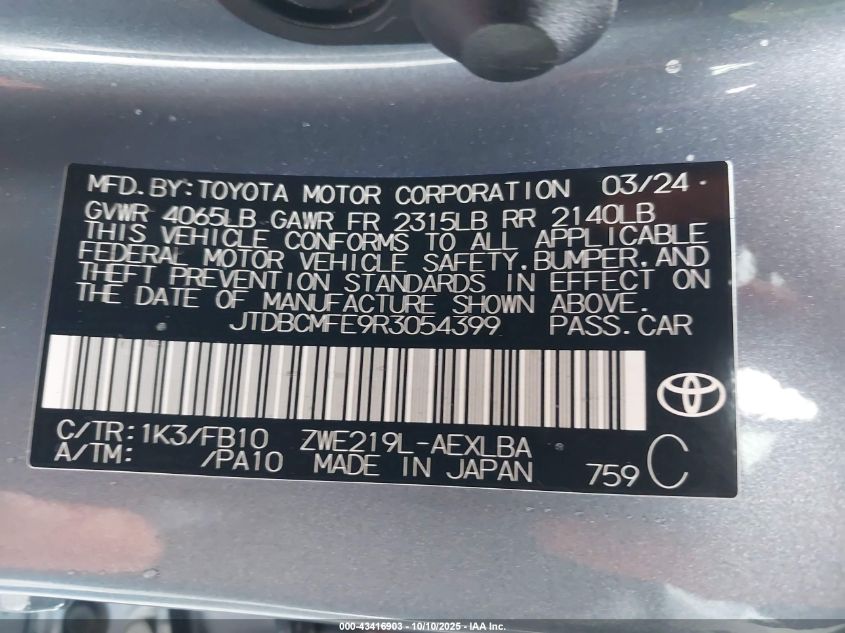 MFD.BY:TOYOTA MOTOR CORPORATION 03/24
GVWR 4065LB GAWR FR 2315LB RR 2140LB
THIS VEHICLE CONFORMS TO ALL APPLICABLE
FEDERAL MOTOR VEHICLE SAFETY,BUMPER,AND
THEFT PREVENTION STANDARDS IN EFFECT ON
THE DATE OF MANUFACTURE SHOWN ABOVE.
JTDBCMFE9R3054399 PASS.CAR
C/TR:1K3/FB10 ZWE219L-AEXLBA
A/TM: /PA10 MADE IN JAPAN 759 C
000-43416903 - 10/10/2025 - IAA Inc.